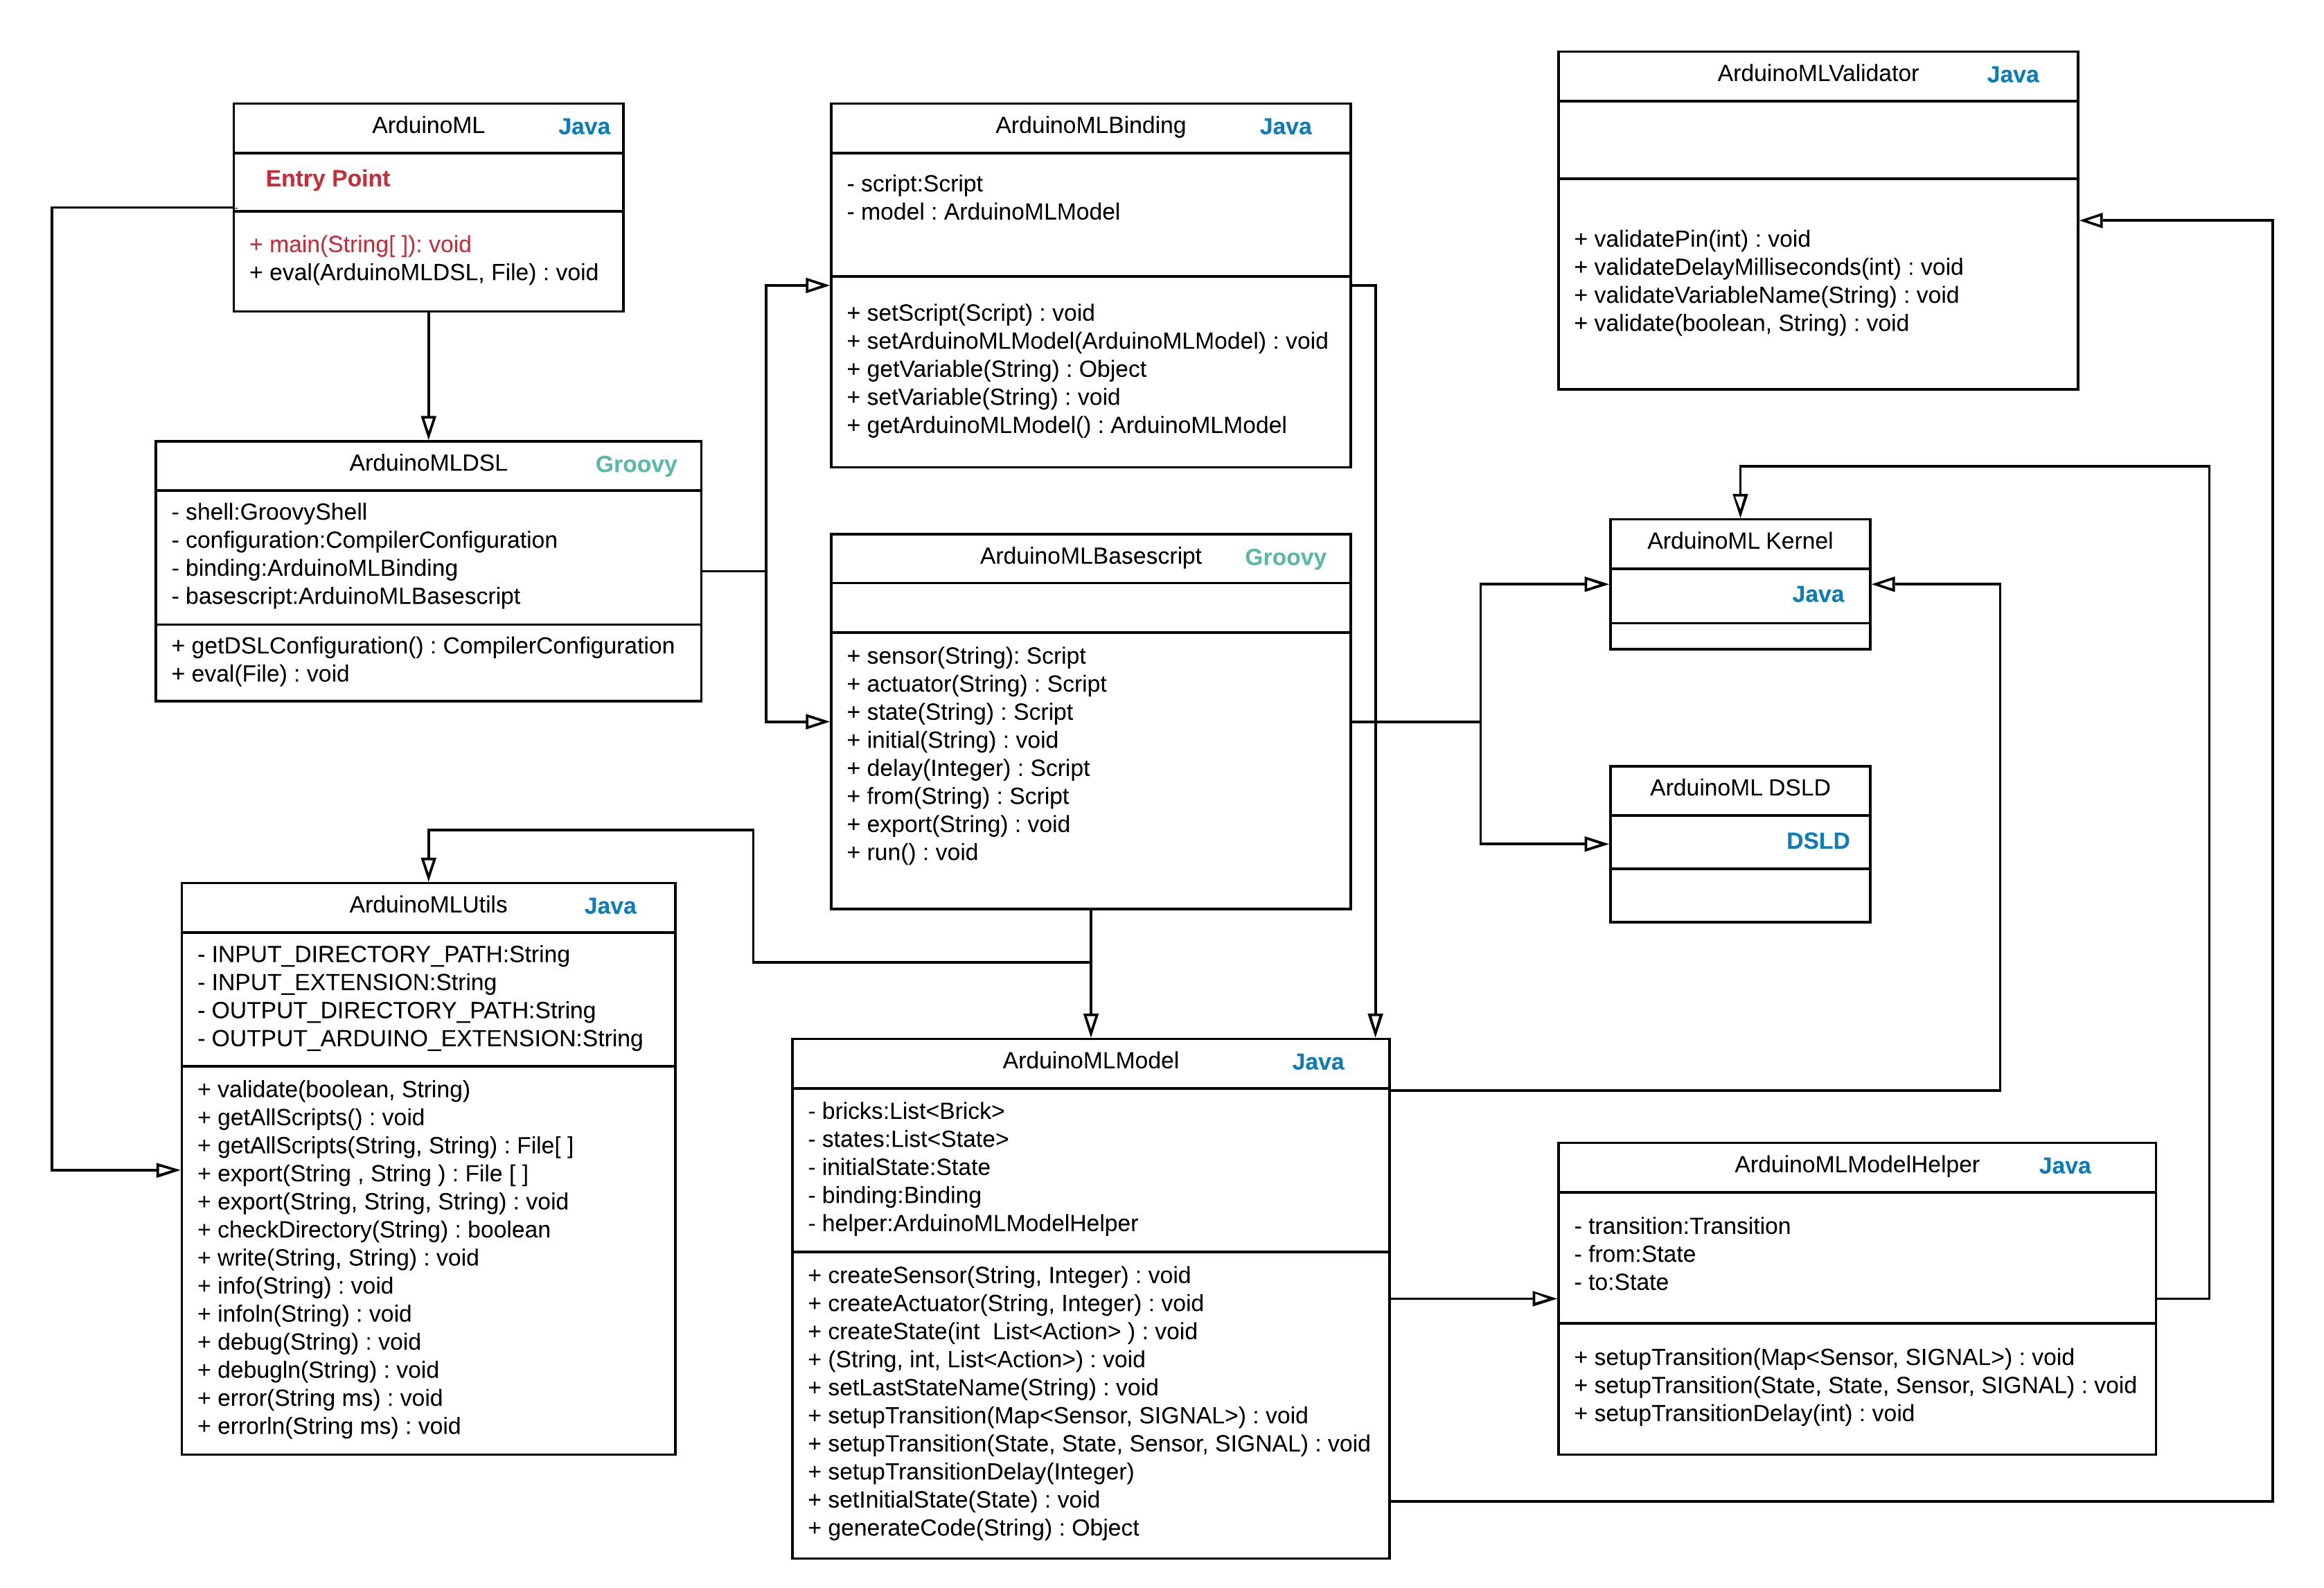 ArduinoML Java
Entry Point
+ main(String[ ]): void
+ eval(ArduinoMLDSL, File) : void
ArduinoMLBinding Java
- script:Script
- model : ArduinoMLModel
+ setScript(Script) : void
+ setArduinoMLModel(ArduinoMLModel) : void
+ getVariable(String) : Object
+ setVariable(String) : void
+ getArduinoMLModel() : ArduinoMLModel
ArduinoMLValidator Java
+ validatePin(int) : void
+ validateDelayMilliseconds(int) : void
+ validateVariableName(String) : void
+ validate(boolean, String) : void
ArduinoMLDSL Groovy
- shell:GroovyShell
- configuration:CompilerConfiguration
- binding:ArduinoMLBinding
- basescript:ArduinoMLBasescript
+ getDSLConfiguration() : CompilerConfiguration
+ eval(File) : void
ArduinoMLBasescript Groovy
+ sensor(String): Script
+ actuator(String) : Script
+ state(String) : Script
+ initial(String) : void
+ delay(Integer) : Script
+ from(String) : Script
+ export(String) : void
+ run() : void
ArduinoML Kernel
Java
ArduinoML DSLD
DSLD
ArduinoMLUtils Java
- INPUT_DIRECTORY_PATH:String
- INPUT_EXTENSION:String
- OUTPUT_DIRECTORY_PATH:String
- OUTPUT_ARDUINO_EXTENSION:String
+ validate(boolean, String)
+ getAllScripts() : void
+ getAllScripts(String, String) : File[ ]
+ export(String , String ) : File [ ]
+ export(String, String, String) : void
+ checkDirectory(String) : boolean
+ write(String, String) : void
+ info(String) : void
+ infoln(String) : void
+ debug(String) : void
+ debugln(String) : void
+ error(String ms) : void
+ errorln(String ms) : void
ArduinoMLModel Java
- bricks:List<Brick>
- states:List<State>
- initialState:State
- binding:Binding
- helper:ArduinoMLModelHelper
+ createSensor(String, Integer) : void
+ createActuator(String, Integer) : void
+ createState(int  List<Action> ) : void
+ (String, int, List<Action>) : void
+ setLastStateName(String) : void
+ setupTransition(Map<Sensor, SIGNAL>) : void
+ setupTransition(State, State, Sensor, SIGNAL) : void
+ setupTransitionDelay(Integer)
+ setInitialState(State) : void
+ generateCode(String) : Object
ArduinoMLModelHelper Java
- transition:Transition
- from:State
- to:State
+ setupTransition(Map<Sensor, SIGNAL>) : void
+ setupTransition(State, State, Sensor, SIGNAL) : void
+ setupTransitionDelay(int) : void